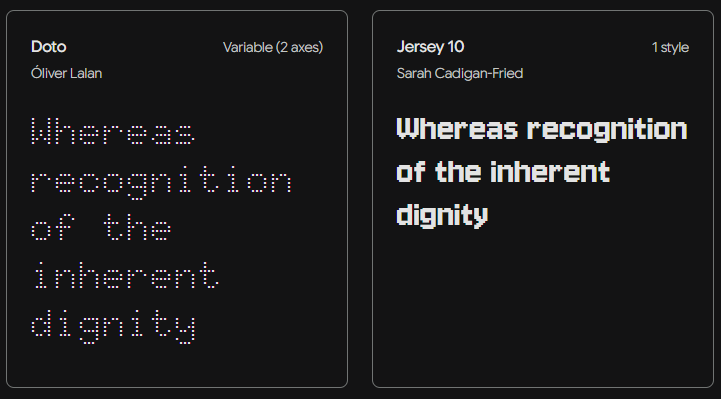 Doto
Variable (2 axes)
Óliver Lalan
Whereas
recognition
of the
inherent
dignity
Jersey 10
1 style
Sarah Cadigan-Fried
Whereas recognition
of the inherent
dignity